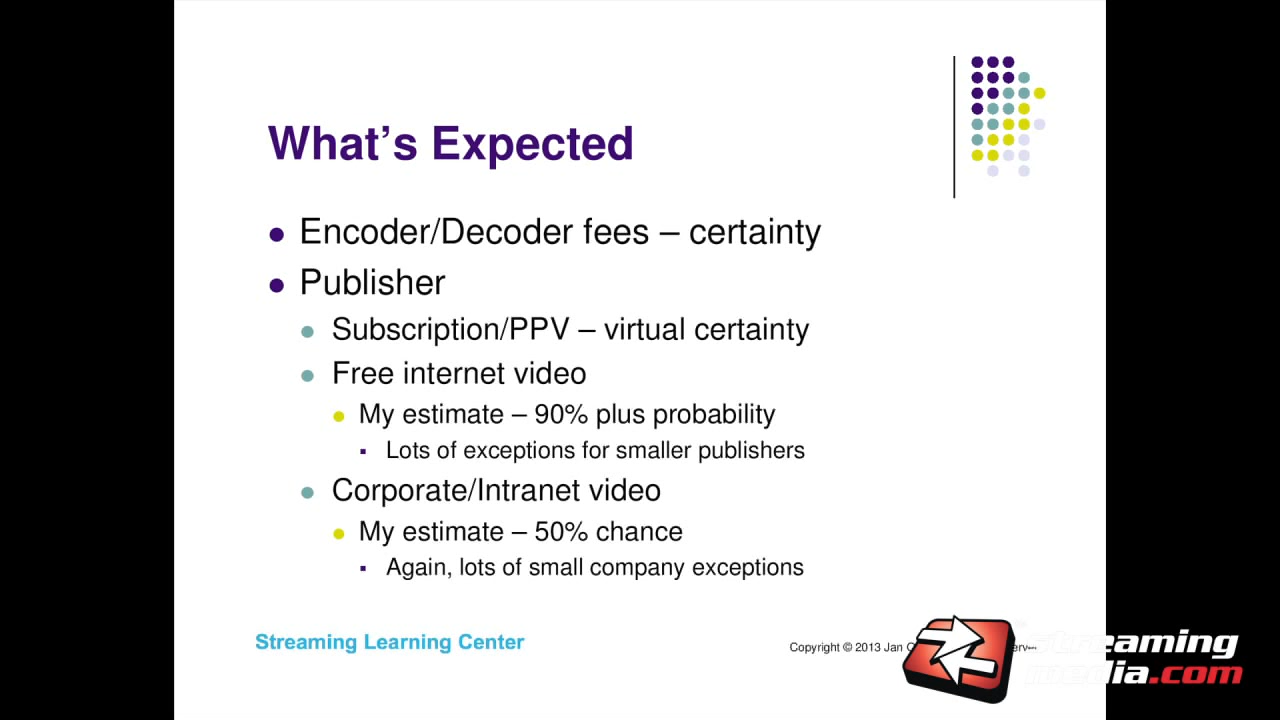 What's Expected
Encoder/Decoder fees – certainty
Publisher
Subscription/PPV – virtual certainty
Free internet video
My estimate – 90% plus probability
Lots of exceptions for smaller publishers
Corporate/Intranet video
My estimate – 50% chance
Again, lots of small company exceptions
Streaming Learning Center
Copyright © 2013 Jan
streaming
media.com